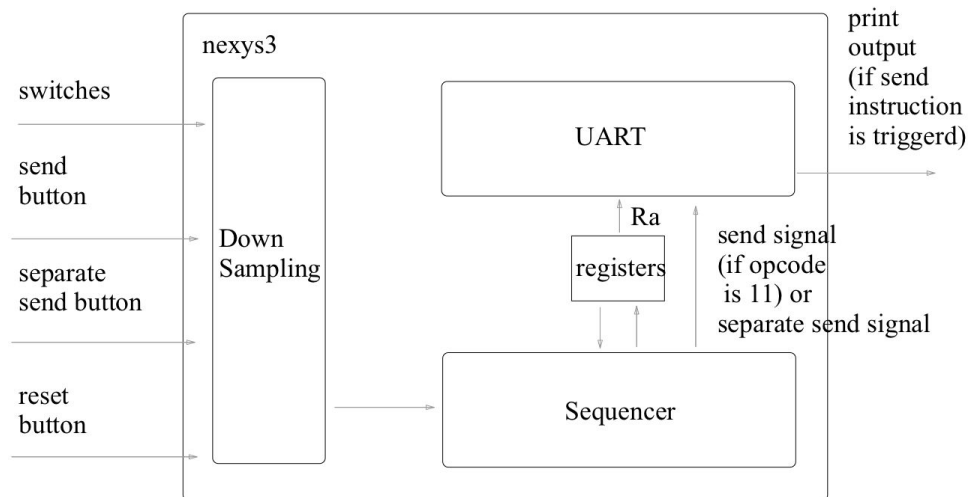 nexys3
switches
send
button
separate
send button
reset
button
Down
Sampling
UART
Ra
registers
send signal
(if opcode
is 11) or
separate send signal
Sequencer
print
output
(if send
instruction
is triggerd)